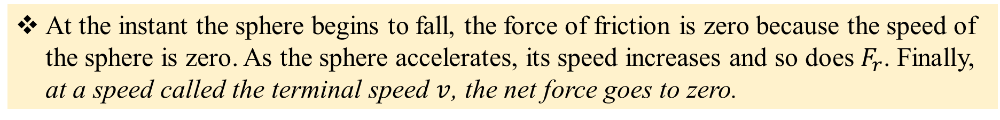 ❖ At the instant the sphere begins to fall, the force of friction is zero because the speed of
the sphere is zero. As the sphere accelerates, its speed increases and so does 𝐹ᵣ. Finally,
at a speed called the terminal speed 𝑣, the net force goes to zero.